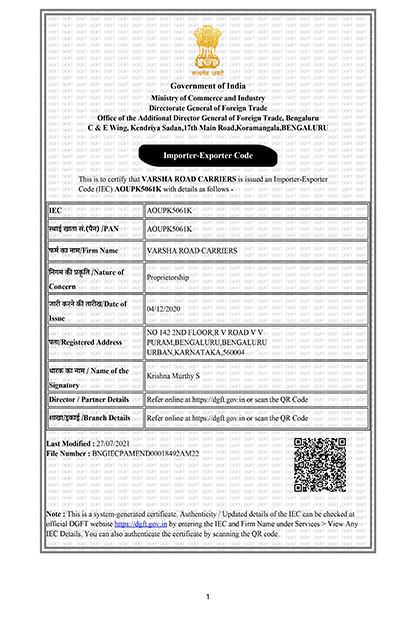 सत्यमेव जयते
Government of India
Ministry of Commerce and Industry
Directorate General of Foreign Trade
Office of the Additional Director General of Foreign Trade, Bengaluru
C & E Wing, Kendriya Sadan,17th Main Road,Koramangala,BENGALURU
Importer-Exporter Code
This is to certify that VARSHA ROAD CARRIERS is issued an Importer-Exporter
Code (IEC) AOUPK5061K with details as follows -
IEC AOUPK5061K
स्थाई खाता सं.(पैन) /PAN AOUPK5061K
फर्म का नाम/Firm Name VARSHA ROAD CARRIERS
निगम की प्रकृति /Nature of
Concern
Proprietorship
जारी करने की तारीख/Date of
Issue
04/12/2020
पता/Registered Address
NO 142 2ND FLOOR,R V ROAD V V
PURAM,BENGALURU,BENGALURU
URBAN,KARNATAKA,560004
धारक का नाम / Name of the
Signatory
Krishna Murthy S
Director / Partner Details Refer online at https://dgft.gov.in or scan the QR Code
शाखा/इकाई /Branch Details Refer online at https://dgft.gov.in or scan the QR Code
Last Modified : 27/07/2021
File Number : BNGIECPAMEND00018492AM22
Note : This is a system-generated certificate. Authenticity / Updated details of the IEC can be checked at
official DGFT website https://dgft.gov.in by entering the IEC and Firm Name under Services > View Any
IEC Details. You can also authenticate the certificate by scanning the QR code.
1